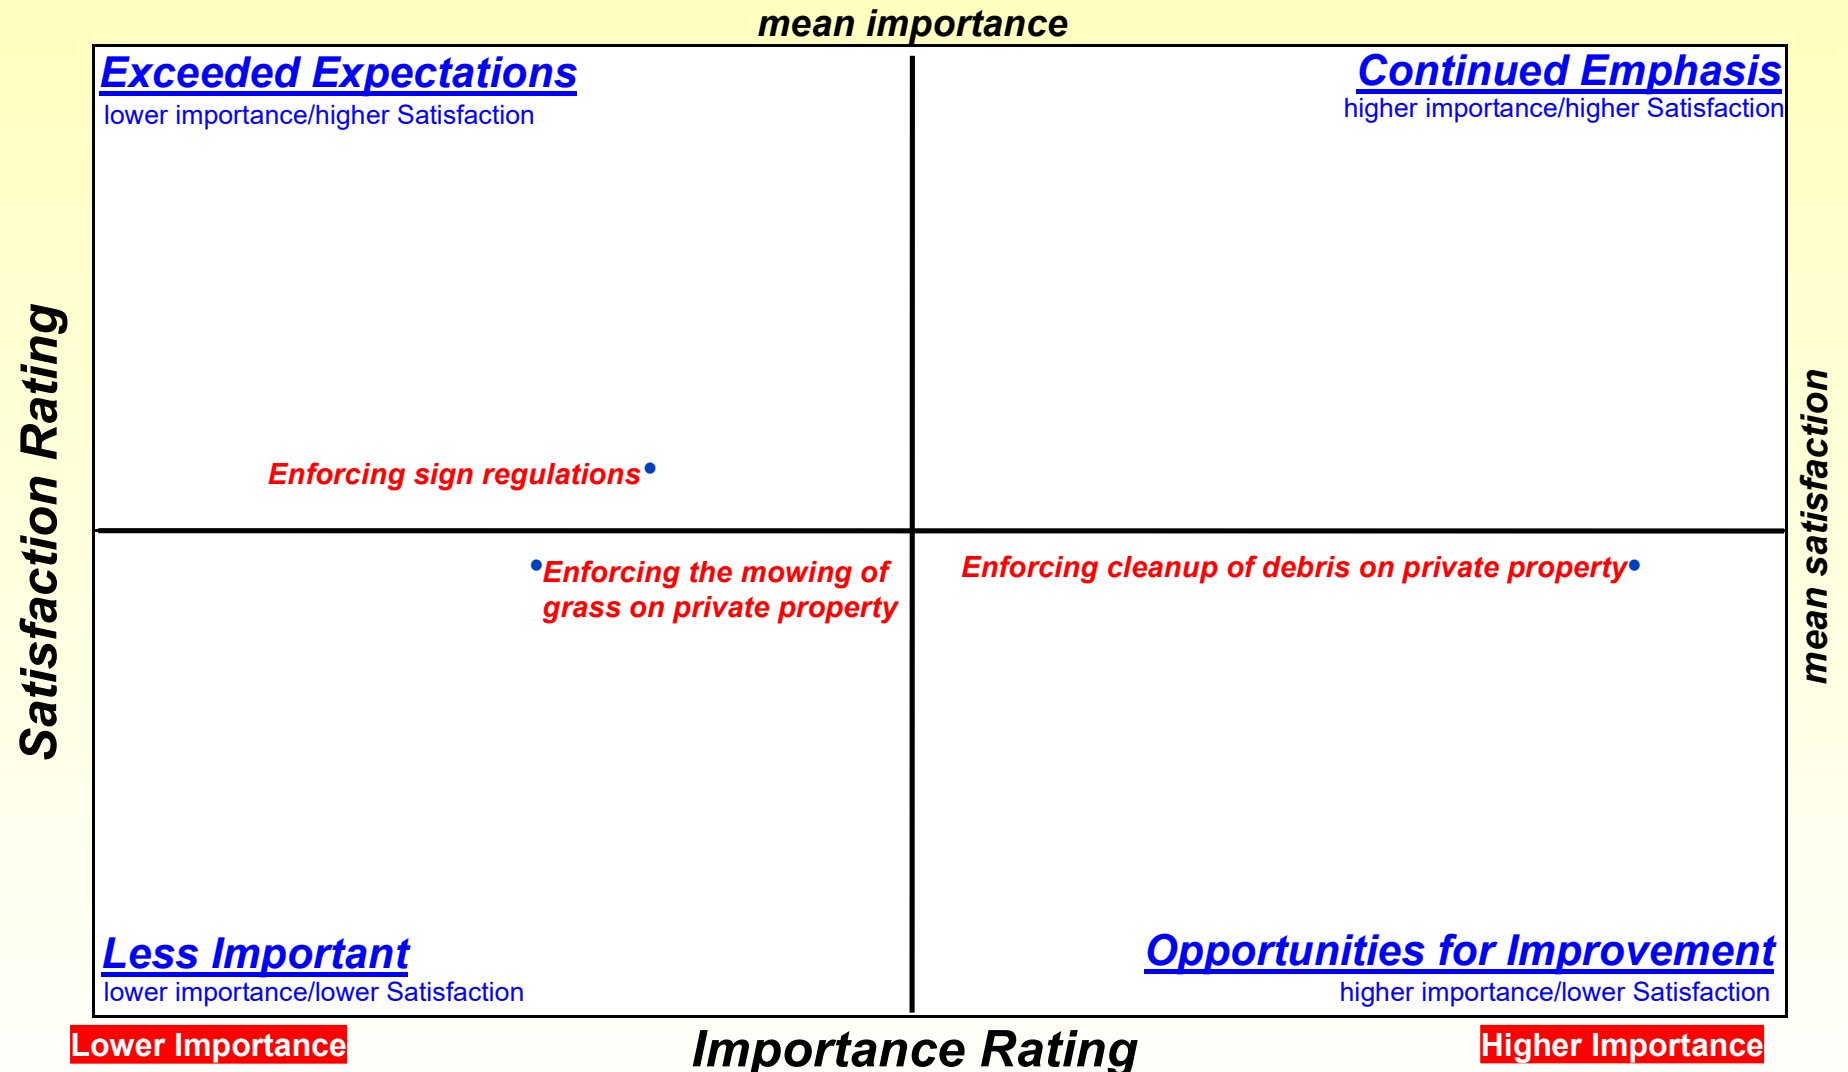 mean importance
Exceeded Expectations
lower importance/higher Satisfaction
Continued Emphasis
higher importance/higher Satisfaction
Satisfaction Rating
mean satisfaction
Enforcing sign regulations
Enforcing the mowing of
grass on private property
Enforcing cleanup of debris on private property
Less Important
lower importance/lower Satisfaction
Opportunities for Improvement
higher importance/lower Satisfaction
Lower Importance
Importance Rating
Higher Importance